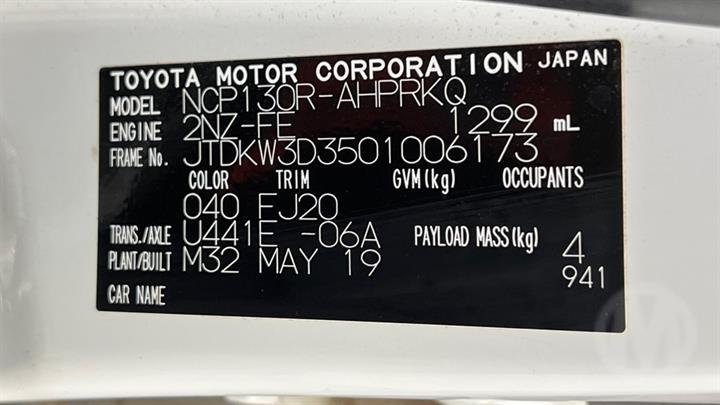 TOYOTA MOTOR CORPORATION JAPAN
MODEL NCP130R-AHPRKQ
ENGINE 2NZ-FE 1299 mL
FRAME No. JTDKW3D3501006173
COLOR TRIM GVM(kg) OCCUPANTS
040 EJ20
TRANS./AXLE U441E -06A PAYLOAD MASS(kg) 4
PLANT/BUILT M32 MAY 19 941
CAR NAME
M